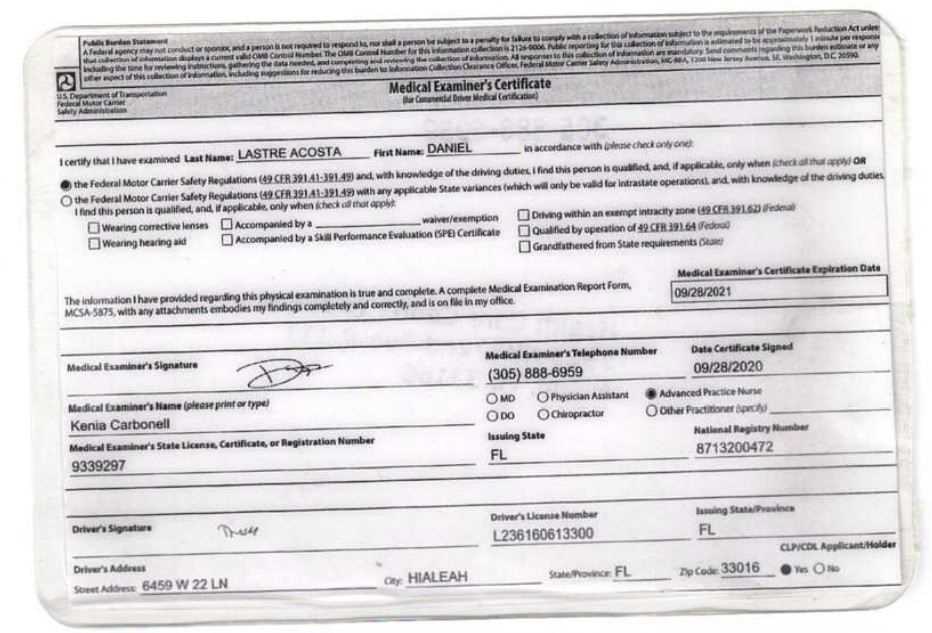 Public Burden Statement
A Federal agency may not conduct or sponsor, and a person is not required to respond to, nor shall a person be subject to a penalty for failure to comply with a collection of information subject to the requirements of the Paperwork Reduction Act unless
that collection of information displays a current valid OMB Control Number. The OMB Control Number for this information collection is 2126-0006. Public reporting for this collection of information is estimated to be approximately 1 minute per response
including the time for reviewing instructions, gathering the data needed, and completing and reviewing the collection of information. All responses to this collection of information are mandatory. Send comments regarding this burden estimate or any
other aspect of this collection of information, including suggestions for reducing this burden to: Information Collection Clearance Officer, Federal Motor Carrier Safety Administration, MC-RRA, 1200 New Jersey Avenue, SE, Washington, D.C. 20590.
U.S. Department of Transportation
Federal Motor Carrier
Safety Administration
Medical Examiner's Certificate
(for Commercial Driver Medical Certification)
I certify that I have examined Last Name: LASTRE ACOSTA First Name: DANIEL in accordance with (please check only one):
the Federal Motor Carrier Safety Regulations (49 CFR 391.41-391.49) and, with knowledge of the driving duties, I find this person is qualified, and, if applicable, only when (check all that apply) OR
the Federal Motor Carrier Safety Regulations (49 CFR 391.41-391.49) with any applicable State variances (which will only be valid for intrastate operations), and, with knowledge of the driving duties,
I find this person is qualified, and, if applicable, only when (check all that apply):
Wearing corrective lenses Accompanied by a waiver/exemption Driving within an exempt intracity zone (49 CFR 391.62) (Federal)
Wearing hearing aid Accompanied by a Skill Performance Evaluation (SPE) Certificate Qualified by operation of 49 CFR 391.64 (Federal)
Grandfathered from State requirements (State)
Medical Examiner's Certificate Expiration Date
The information I have provided regarding this physical examination is true and complete. A complete Medical Examination Report Form,
MCSA-5875, with any attachments embodies my findings completely and correctly, and is on file in my office.
09/28/2021
Medical Examiner's Signature Medical Examiner's Telephone Number Date Certificate Signed
(305) 888-6959 09/28/2020
Medical Examiner's Name (please print or type) MD Physician Assistant Advanced Practice Nurse
Kenia Carbonell DO Chiropractor Other Practitioner (specify)
Medical Examiner's State License, Certificate, or Registration Number Issuing State National Registry Number
9339297 FL 8713200472
Driver's Signature Driver's License Number Issuing State/Province
L236160613300 FL
Driver's Address CLP/CDL Applicant/Holder
Street Address: 6459 W 22 LN City: HIALEAH State/Province: FL Zip Code: 33016 Yes No